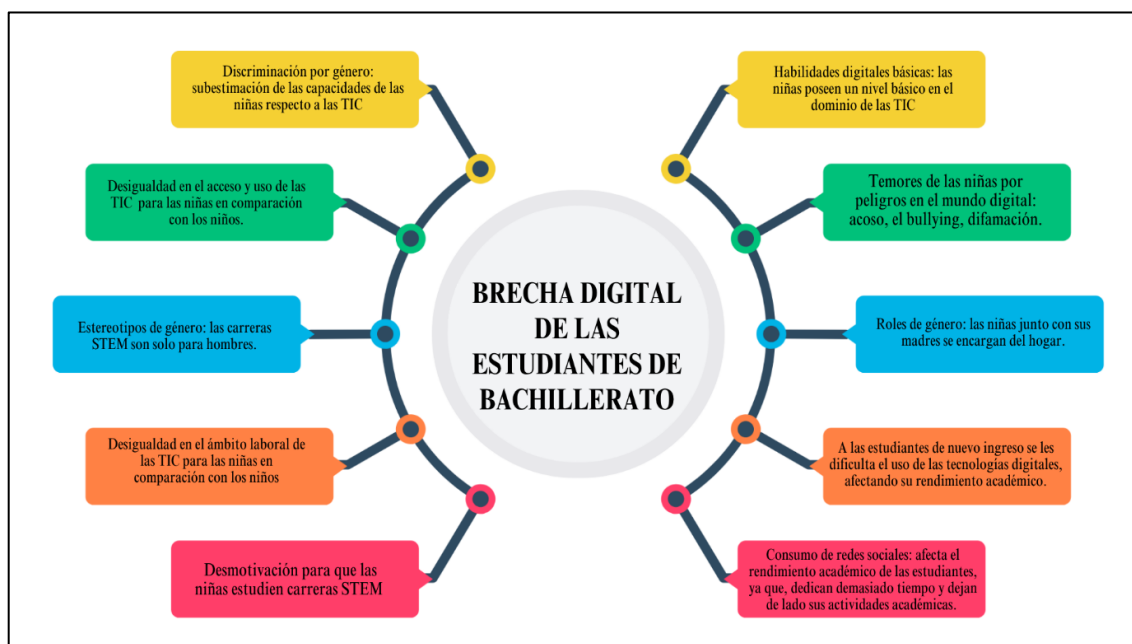 Discriminación por género:
subestimación de las capacidades de las
niñas respecto a las TIC
Desigualdad en el acceso y uso de las
TIC para las niñas en comparación
con los niños.
Estereotipos de género: las carreras
STEM son solo para hombres.
Desigualdad en el ámbito laboral de
las TIC para las niñas en
comparación con los niños
Desmotivación para que las
niñas estudien carreras STEM
BRECHA DIGITAL
DE LAS
ESTUDIANTES DE
BACHILLERATO
Habilidades digitales básicas: las
niñas poseen un nivel básico en el
dominio de las TIC
Temores de las niñas por
peligros en el mundo digital:
acoso, el bullying, difamación.
Roles de género: las niñas junto con sus
madres se encargan del hogar.
A las estudiantes de nuevo ingreso se les
dificulta el uso de las tecnologías digitales,
afectando su rendimiento académico.
Consumo de redes sociales: afecta el
rendimiento académico de las estudiantes,
ya que, dedican demasiado tiempo y dejan
de lado sus actividades académicas.